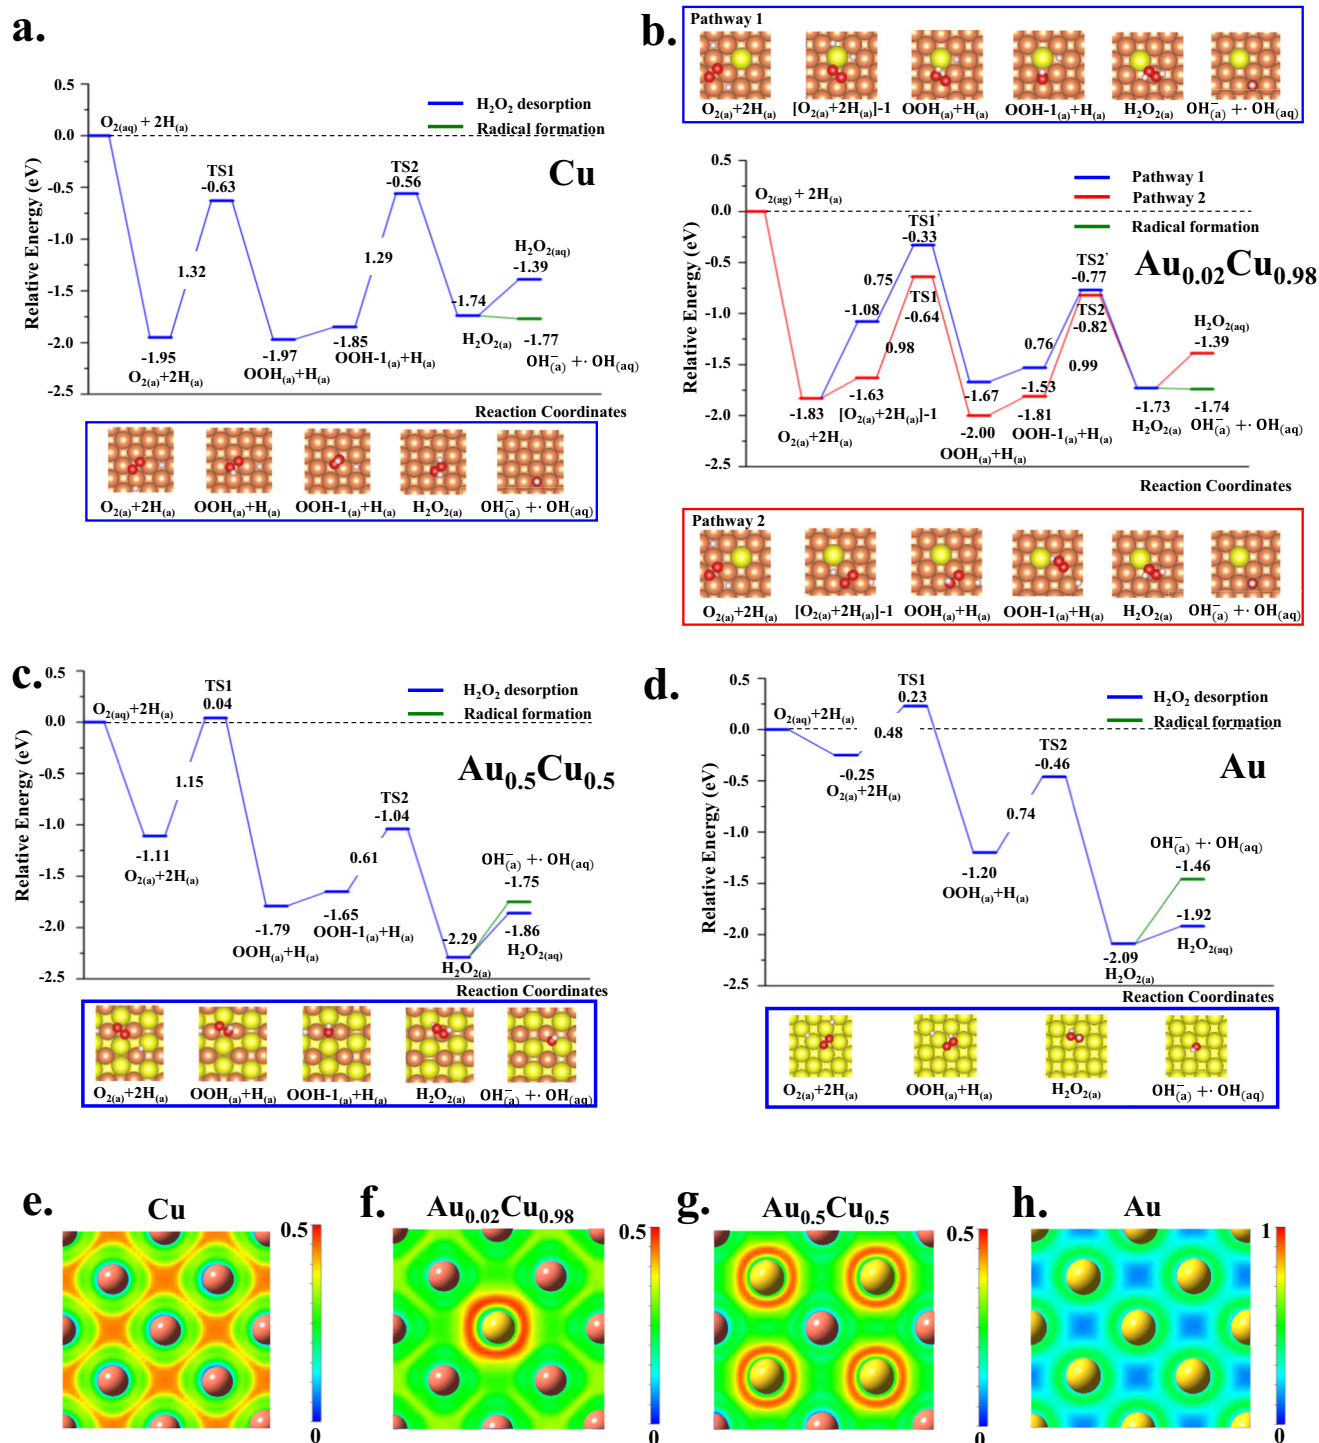 a.
0.5
0.0
-0.5
-1.0
-1.5
-2.0
-2.5
Relative Energy (eV)
O2(aq) + 2H(a)
H2O2 desorption
Radical formation
Cu
TS1
-0.63
TS2
-0.56
1.32
1.29
H2O2(aq)
-1.39
-1.74
-1.95
-1.97
-1.85
H2O2(a)
-1.77
O2(a)+2H(a)
OOH(a)+H(a)
OOH-1(a)+H(a)
OH⁻(a) +· OH(aq)
Reaction Coordinates
O2(a)+2H(a) OOH(a)+H(a) OOH-1(a)+H(a) H2O2(a) OH⁻(a) +· OH(aq)
b.
Pathway 1
O2(a)+2H(a) [O2(a)+2H(a)]-1 OOH(a)+H(a) OOH-1(a)+H(a) H2O2(a) OH⁻(a) +· OH(aq)
0.5
0.0
-0.5
-1.0
-1.5
-2.0
-2.5
Relative Energy (eV)
O2(ag) + 2H(a)
Pathway 1
Pathway 2
Radical formation
Au0.02Cu0.98
TS1'
-0.33
0.75
TS1
-0.64
-1.08
0.98
TS2'
-0.77
TS2
-0.82
0.76
0.99
H2O2(aq)
-1.39
-1.83
-1.63
-1.67
-1.53
-1.73
-1.74
O2(a)+2H(a)
[O2(a)+2H(a)]-1
-2.00
-1.81
OOH(a)+H(a)
OOH-1(a)+H(a)
H2O2(a)
OH⁻(a) +· OH(aq)
Reaction Coordinates
Pathway 2
O2(a)+2H(a) [O2(a)+2H(a)]-1 OOH(a)+H(a) OOH-1(a)+H(a) H2O2(a) OH⁻(a) +· OH(aq)
c.
0.5
0.0
-0.5
-1.0
-1.5
-2.0
-2.5
Relative Energy (eV)
O2(aq)+2H(a)
TS1
0.04
H2O2 desorption
Radical formation
Au0.5Cu0.5
1.15
TS2
-1.04
0.61
-1.11
O2(a)+2H(a)
OH⁻(a) +· OH(aq)
-1.75
-1.79
-1.65
OOH(a)+H(a)
OOH-1(a)+H(a)
-2.29
H2O2(a)
-1.86
H2O2(aq)
Reaction Coordinates
O2(a)+2H(a) OOH(a)+H(a) OOH-1(a)+H(a) H2O2(a) OH⁻(a) +· OH(aq)
d.
0.5
0.0
-0.5
-1.0
-1.5
-2.0
-2.5
Relative Energy (eV)
O2(aq)+2H(a)
TS1
0.23
H2O2 desorption
Radical formation
Au
0.48
-0.25
O2(a)+2H(a)
TS2
-0.46
0.74
-1.20
OOH(a)+H(a)
OH⁻(a) +· OH(aq)
-1.46
-1.92
H2O2(aq)
-2.09
H2O2(a)
Reaction Coordinates
O2(a)+2H(a) OOH(a)+H(a) H2O2(a) OH⁻(a) +· OH(aq)
e.
Cu
0.5
0
f.
Au0.02Cu0.98
0.5
0
g.
Au0.5Cu0.5
0.5
0
h.
Au
1
0